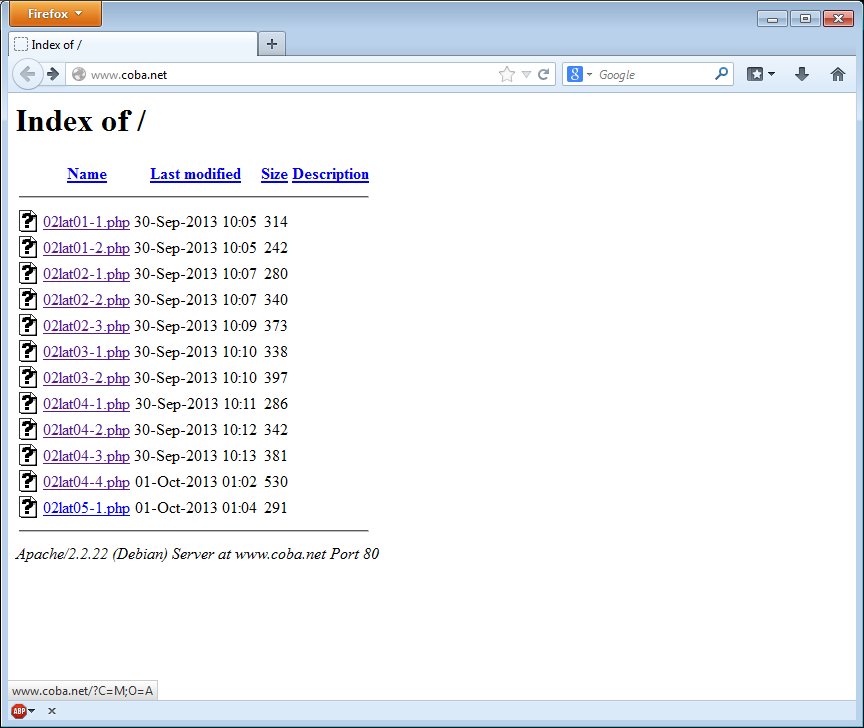 Firefox
Index of /
www.coba.net
Google
Index of /
Name Last modified Size Description
02lat01-1.php 30-Sep-2013 10:05 314
02lat01-2.php 30-Sep-2013 10:05 242
02lat02-1.php 30-Sep-2013 10:07 280
02lat02-2.php 30-Sep-2013 10:07 340
02lat02-3.php 30-Sep-2013 10:09 373
02lat03-1.php 30-Sep-2013 10:10 338
02lat03-2.php 30-Sep-2013 10:10 397
02lat04-1.php 30-Sep-2013 10:11 286
02lat04-2.php 30-Sep-2013 10:12 342
02lat04-3.php 30-Sep-2013 10:13 381
02lat04-4.php 01-Oct-2013 01:02 530
02lat05-1.php 01-Oct-2013 01:04 291
Apache/2.2.22 (Debian) Server at www.coba.net Port 80
www.coba.net/?C=M;O=A
ABP